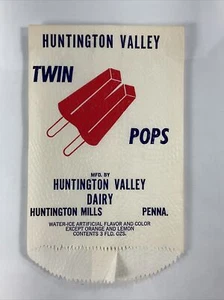 HUNTINGTON VALLEY
TWIN
POPS
MFD. BY
HUNTINGTON VALLEY
DAIRY
HUNTINGTON MILLS PENNA.
WATER-ICE ARTIFICIAL FLAVOR AND COLOR
EXCEPT ORANGE AND LEMON
CONTENTS 3 FLD. OZS.